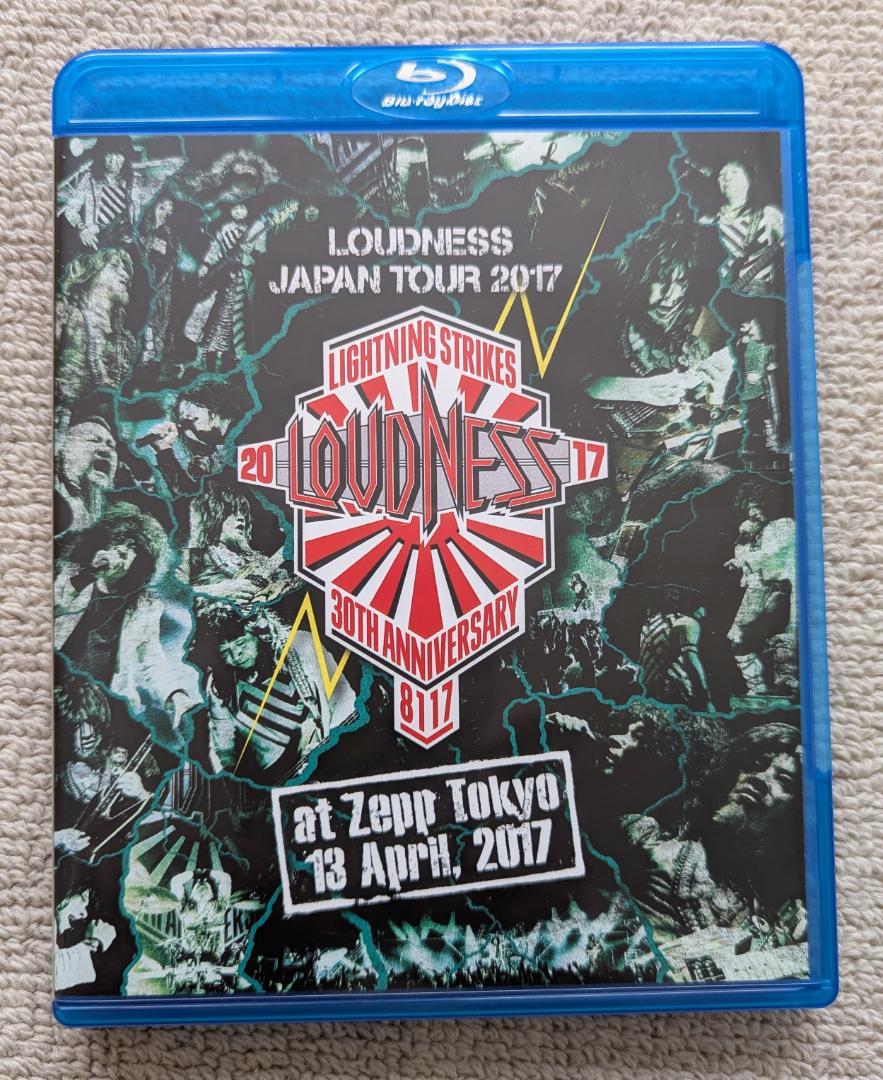 Blu-ray Disc
LOUDNESS
JAPAN TOUR 2017
LIGHTNING STRIKES
20 LOUDNESS 17
30TH ANNIVERSARY
8117
at Zepp Tokyo
13 April, 2017